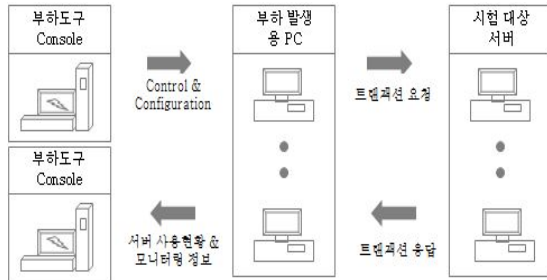 부하도구
Console
부하 발생
용 PC
시험 대상
서버
Control &
Configuration
트랜잭션 요청
부하도구
Console
서버 사용현황 &
모니터링 정보
트랜잭션 응답